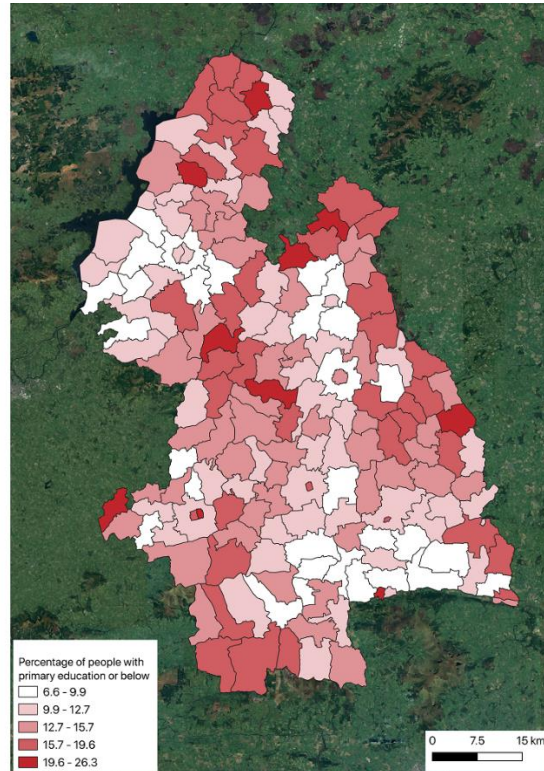 Percentage of people with
primary education or below
6.6 - 9.9
9.9 - 12.7
12.7 - 15.7
15.7 - 19.6
19.6 - 26.3
0 7.5 15 km